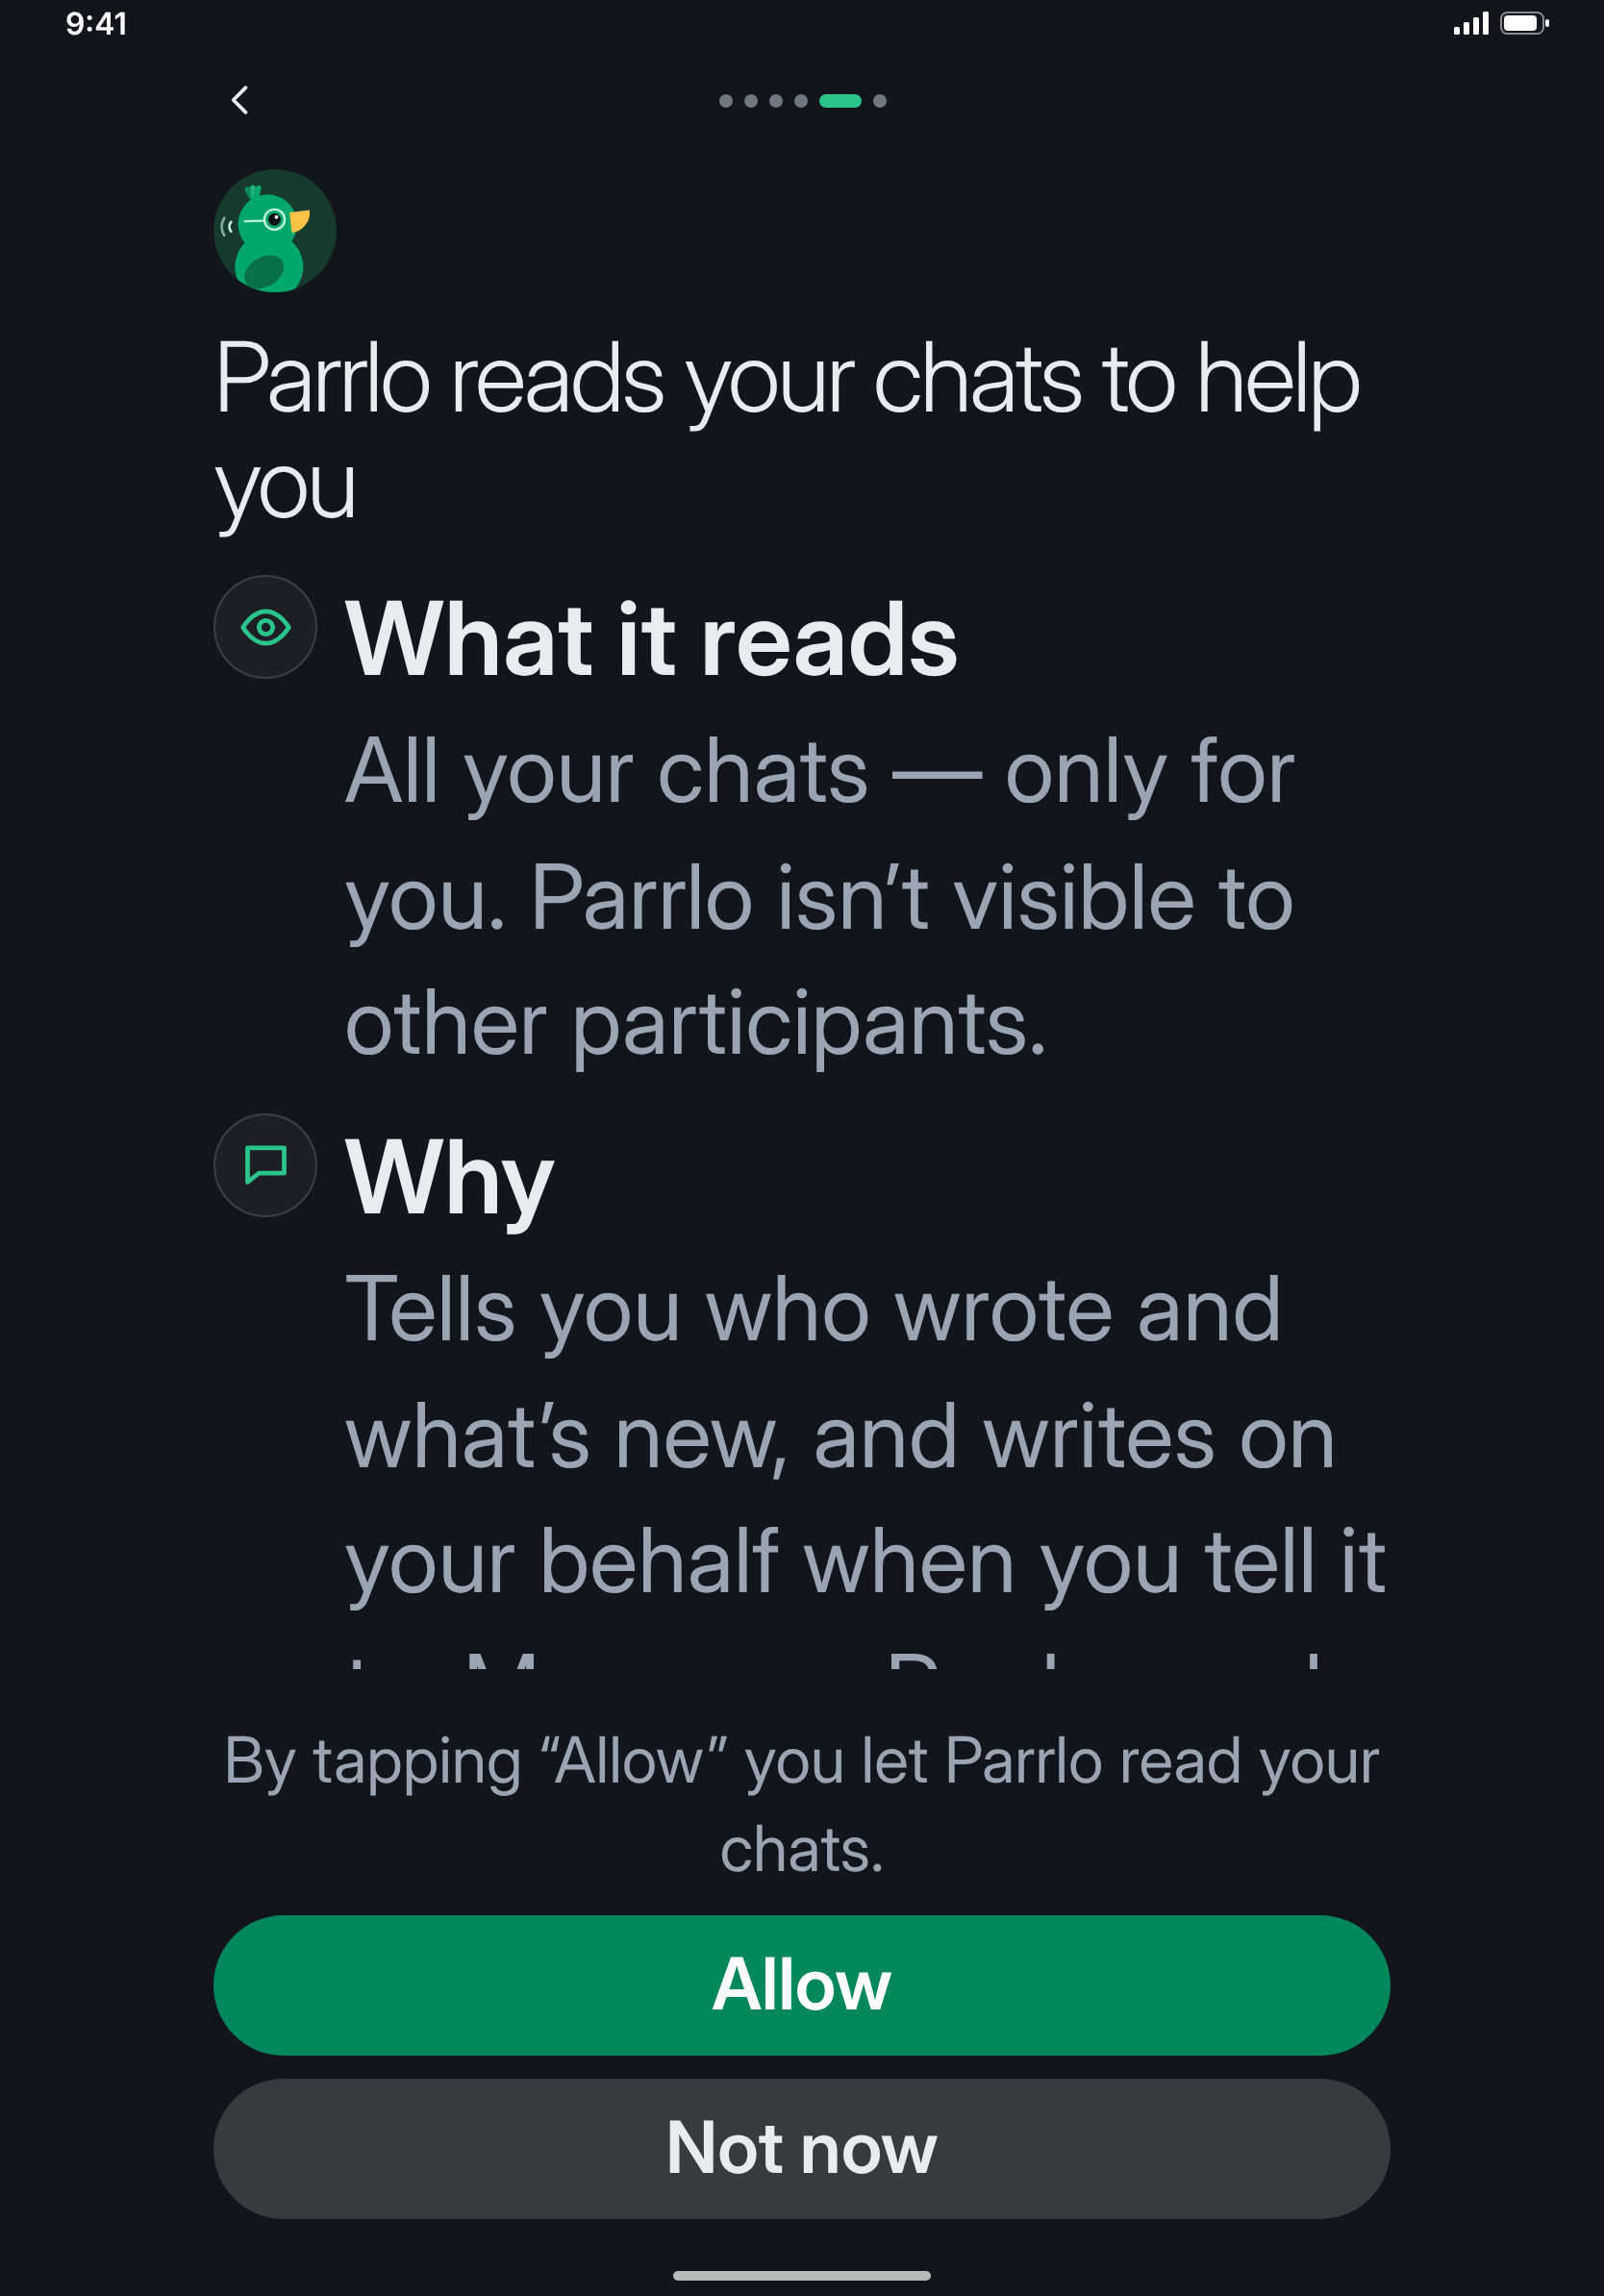 9:41
Parrlo reads your chats to help
you
What it reads
All your chats — only for
you. Parrlo isn’t visible to
other participants.
Why
Tells you who wrote and
what’s new, and writes on
your behalf when you tell it
By tapping “Allow” you let Parrlo read your
chats.
Allow
Not now